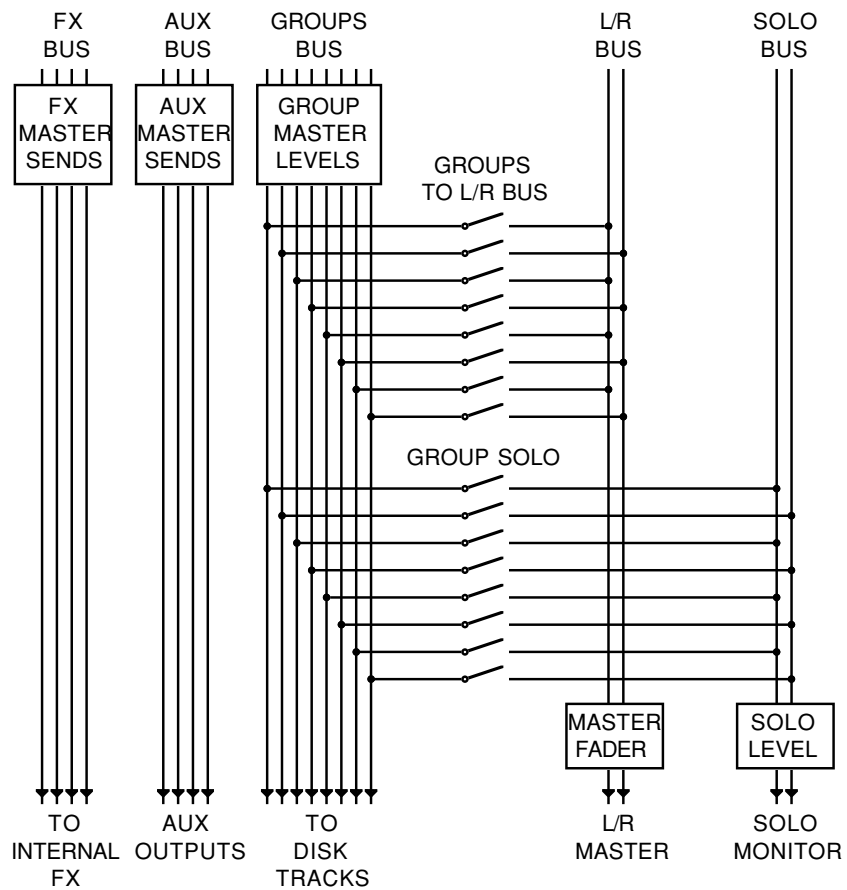 FX
BUS
AUX
BUS
GROUPS
BUS
L/R
BUS
SOLO
BUS
FX
MASTER
SENDS
AUX
MASTER
SENDS
GROUP
MASTER
LEVELS
GROUPS
TO L/R BUS
GROUP SOLO
MASTER
FADER
SOLO
LEVEL
TO
INTERNAL
FX
AUX
OUTPUTS
TO
DISK
TRACKS
L/R
MASTER
SOLO
MONITOR